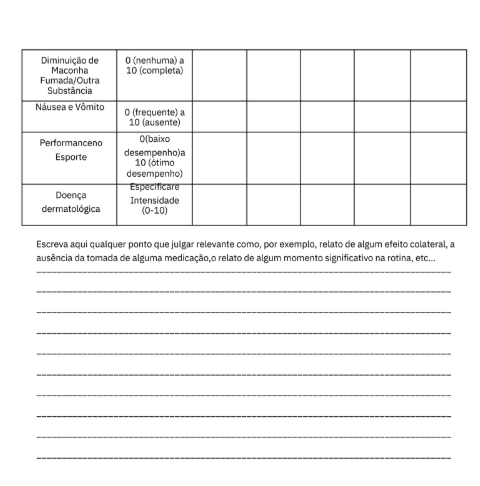 Diminuição de
Maconha
Fumada/Outra
Substância
0 (nenhuma) a
10 (completa)
Náusea e Vômito
0 (frequente) a
10 (ausente)
Performanceno
Esporte
0(baixo
desempenho)a
10 (ótimo
desempenho)
Doença
dermatológica
Especificare
Intensidade
(0-10)
Escreva aqui qualquer ponto que julgar relevante como, por exemplo, relato de algum efeito colateral, a
ausência da tomada de alguma medicação,o relato de algum momento significativo na rotina, etc...